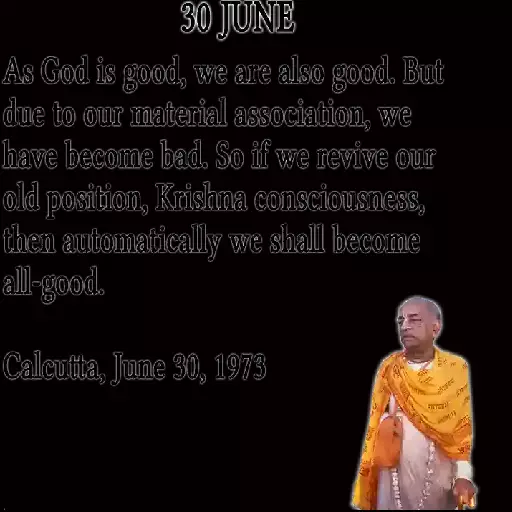 30 JUNE
As God is good, we are also good. But
due to our material association, we
have become bad. So if we revive our
old position, Krishna consciousness,
then automatically we shall become
all-good.
Calcutta, June 30, 1973